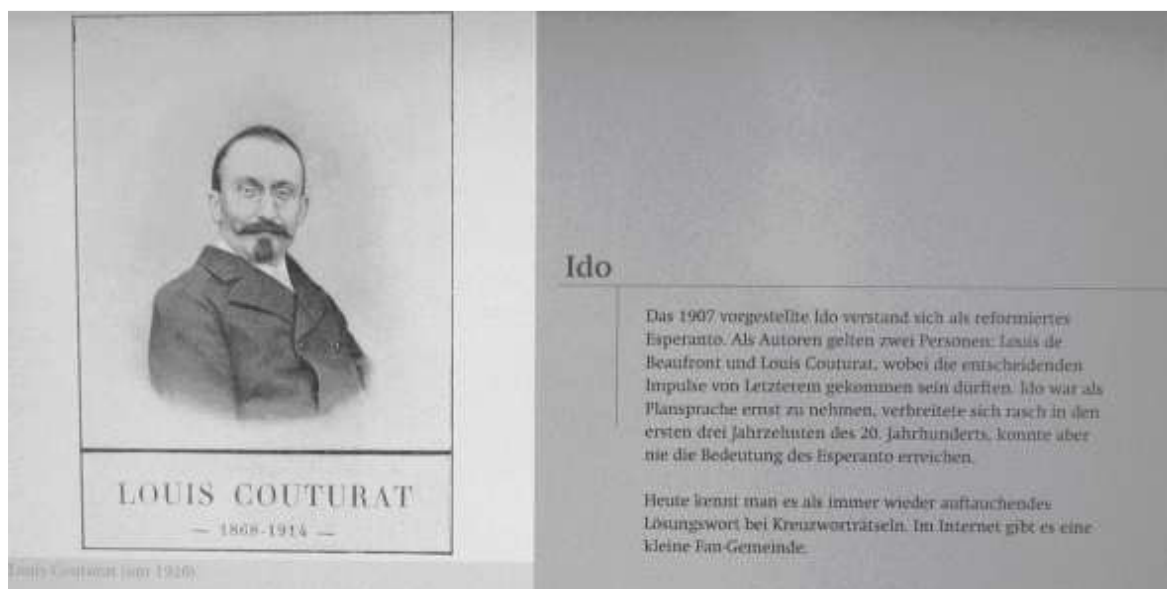 LOUIS COUTURAT
— 1868-1914 —
Louis Couturat (um 1926)
Ido
Das 1907 vorgestellte Ido verstand sich als reformiertes
Esperanto. Als Autoren gelten zwei Personen: Louis de
Beaufront und Louis Couturat, wobei die entscheidenden
Impulse von Letzterem gekommen sein dürften. Ido war als
Plansprache ernst zu nehmen, verbreitete sich rasch in den
ersten drei Jahrzehnten des 20. Jahrhunderts, konnte aber
nie die Bedeutung des Esperanto erreichen.
Heute kennt man es als immer wieder auftauchendes
Lösungswort bei Kreuzworträtseln. Im Internet gibt es eine
kleine Fan-Gemeinde.